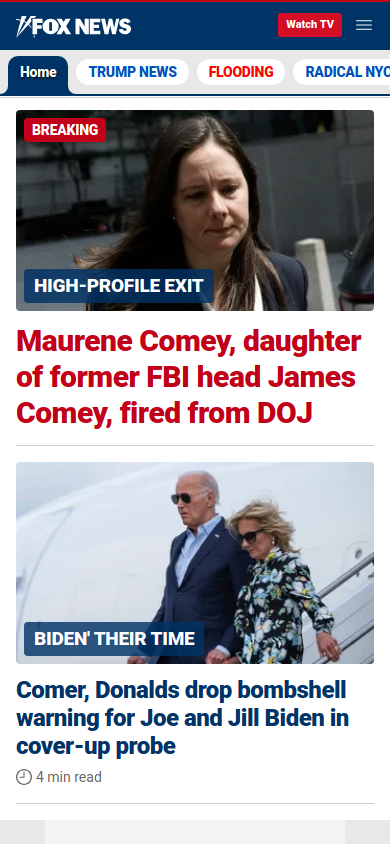 FOX NEWS
Watch TV
Home
TRUMP NEWS
FLOODING
RADICAL NYC
BREAKING
HIGH-PROFILE EXIT
Maurene Comey, daughter
of former FBI head James
Comey, fired from DOJ
BIDEN' THEIR TIME
Comer, Donalds drop bombshell
warning for Joe and Jill Biden in
cover-up probe
4 min read